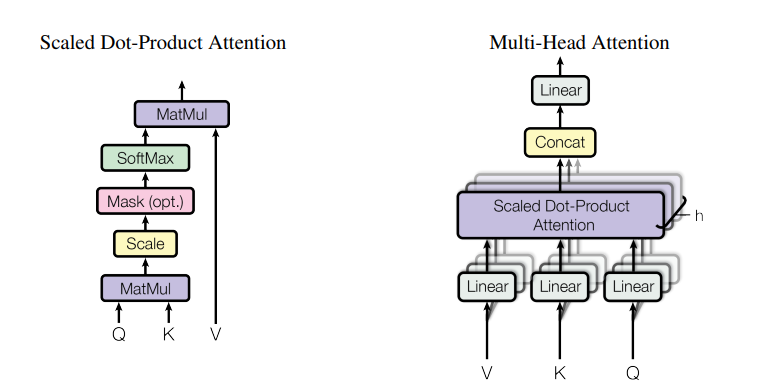 Scaled Dot-Product Attention
MatMul
SoftMax
Mask (opt.)
Scale
MatMul
Q K V
Multi-Head Attention
Linear
Concat
Scaled Dot-Product
Attention
h
Linear Linear Linear
V K Q